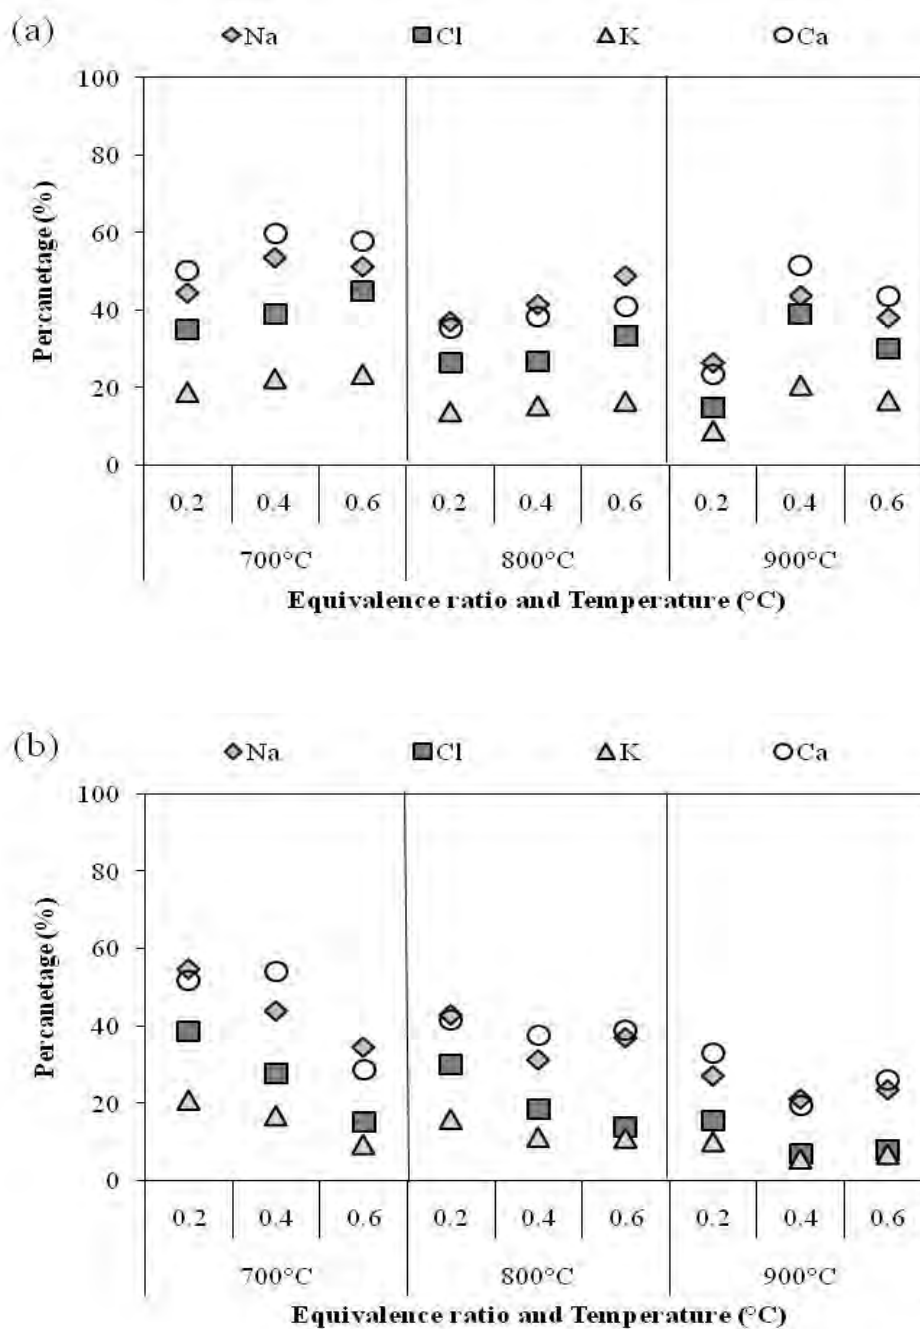 (a)
Na Cl K Ca
100
80
60
40
20
0
Percanetage (%)
0.2 0.4 0.6 0.2 0.4 0.6 0.2 0.4 0.6
700°C 800°C 900°C
Equivalence ratio and Temperature (°C)
(b)
Na Cl K Ca
100
80
60
40
20
0
Percanetage (%)
0.2 0.4 0.6 0.2 0.4 0.6 0.2 0.4 0.6
700°C 800°C 900°C
Equivalence ratio and Temperature (°C)